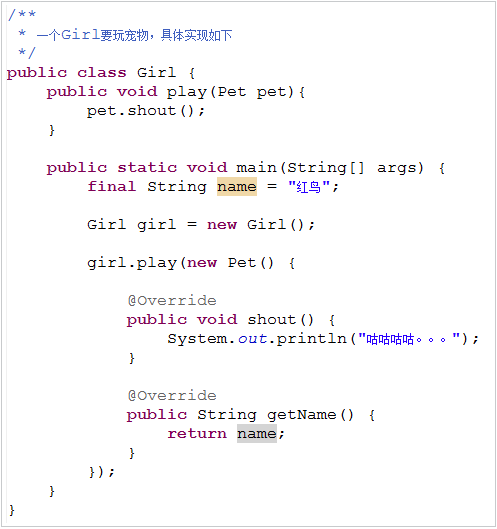 /**
 * 一个Girl要玩宠物，具体实现如下
 */
public class Girl {
    public void play(Pet pet){
        pet.shout();
    }

    public static void main(String[] args) {
        final String name = "红鸟";

        Girl girl = new Girl();

        girl.play(new Pet() {

            @Override
            public void shout() {
                System.out.println("咕咕咕咕。。。");
            }

            @Override
            public String getName() {
                return name;
            }
        });
    }
}